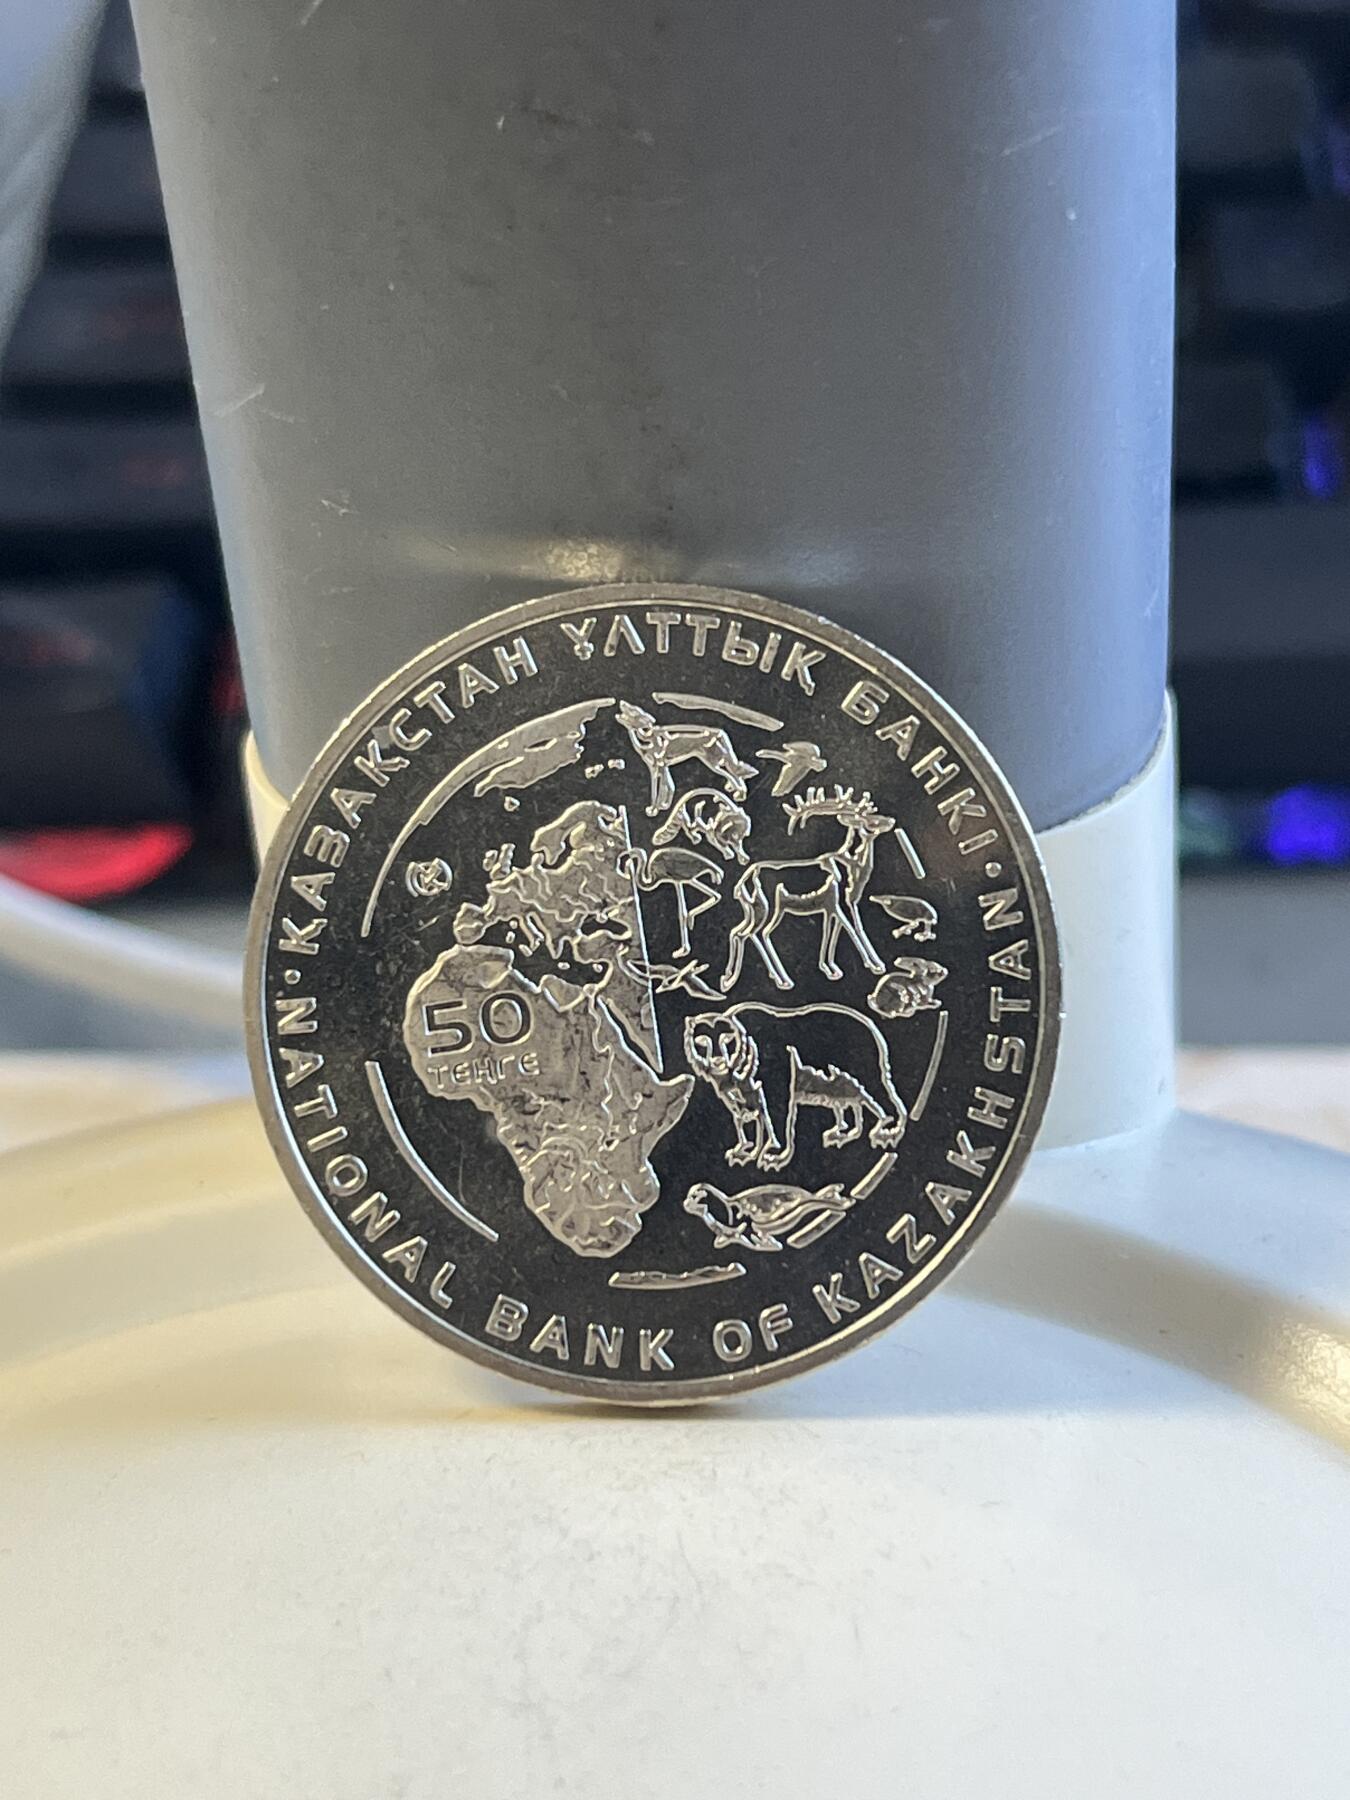 ҚАЗАҚСТАН ҰЛТТЫҚ БАНКІ
50
ТЕҢГЕ
NATIONAL BANK OF KAZAKHSTAN